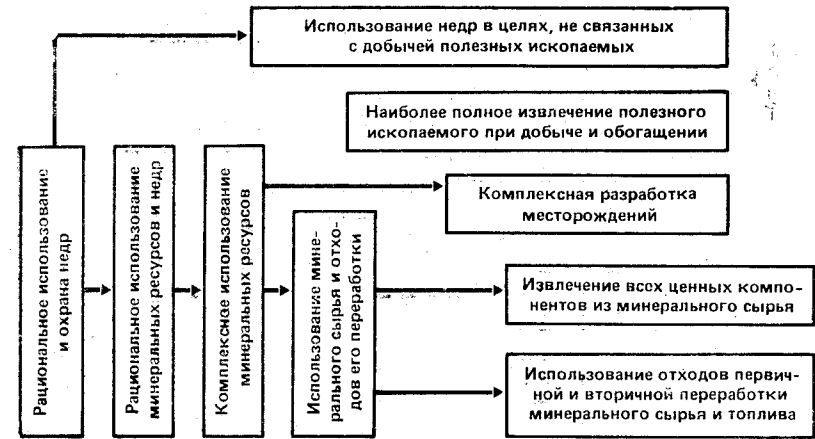 Использование недр в целях, не связанных
с добычей полезных ископаемых
Наиболее полное извлечение полезного
ископаемого при добыче и обогащении
Комплексная разработка
месторождений
Извлечение всех ценных компо-
нентов из минерального сырья
Использование отходов первич-
ной и вторичной переработки
минерального сырья и топлива
Рациональное использование
и охрана недр
Рациональное использование
минеральных ресурсов и недр
Комплексное использование
минеральных ресурсов
Использование мине-
рального сырья и отхо-
дов его переработки